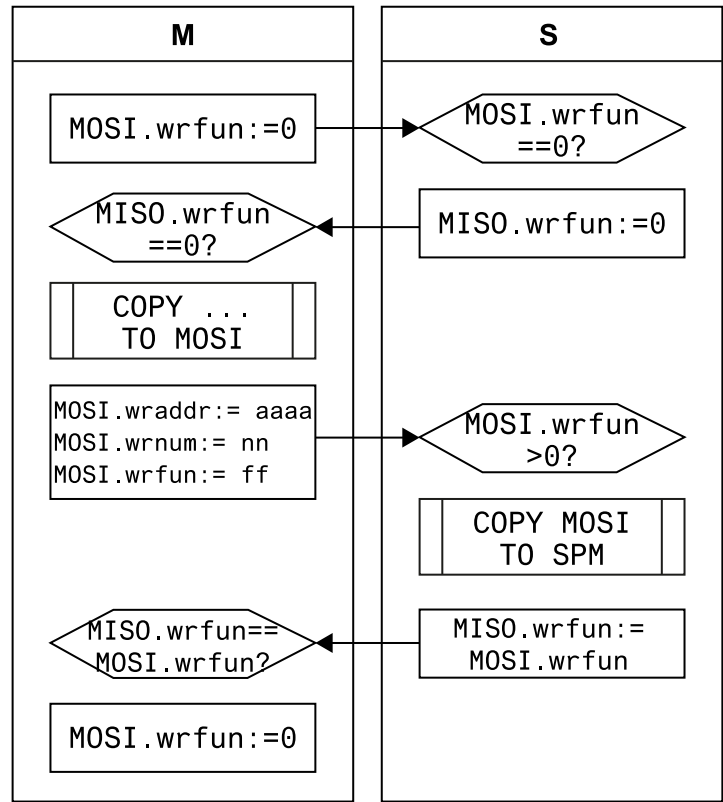 M
S
MOSI.wrfun:=0
MOSI.wrfun
==0?
MISO.wrfun
==0?
MISO.wrfun:=0
COPY ...
TO MOSI
MOSI.wraddr:= aaaa
MOSI.wrnum:= nn
MOSI.wrfun:= ff
MOSI.wrfun
>0?
COPY MOSI
TO SPM
MISO.wrfun==
MOSI.wrfun?
MISO.wrfun:=
MOSI.wrfun
MOSI.wrfun:=0